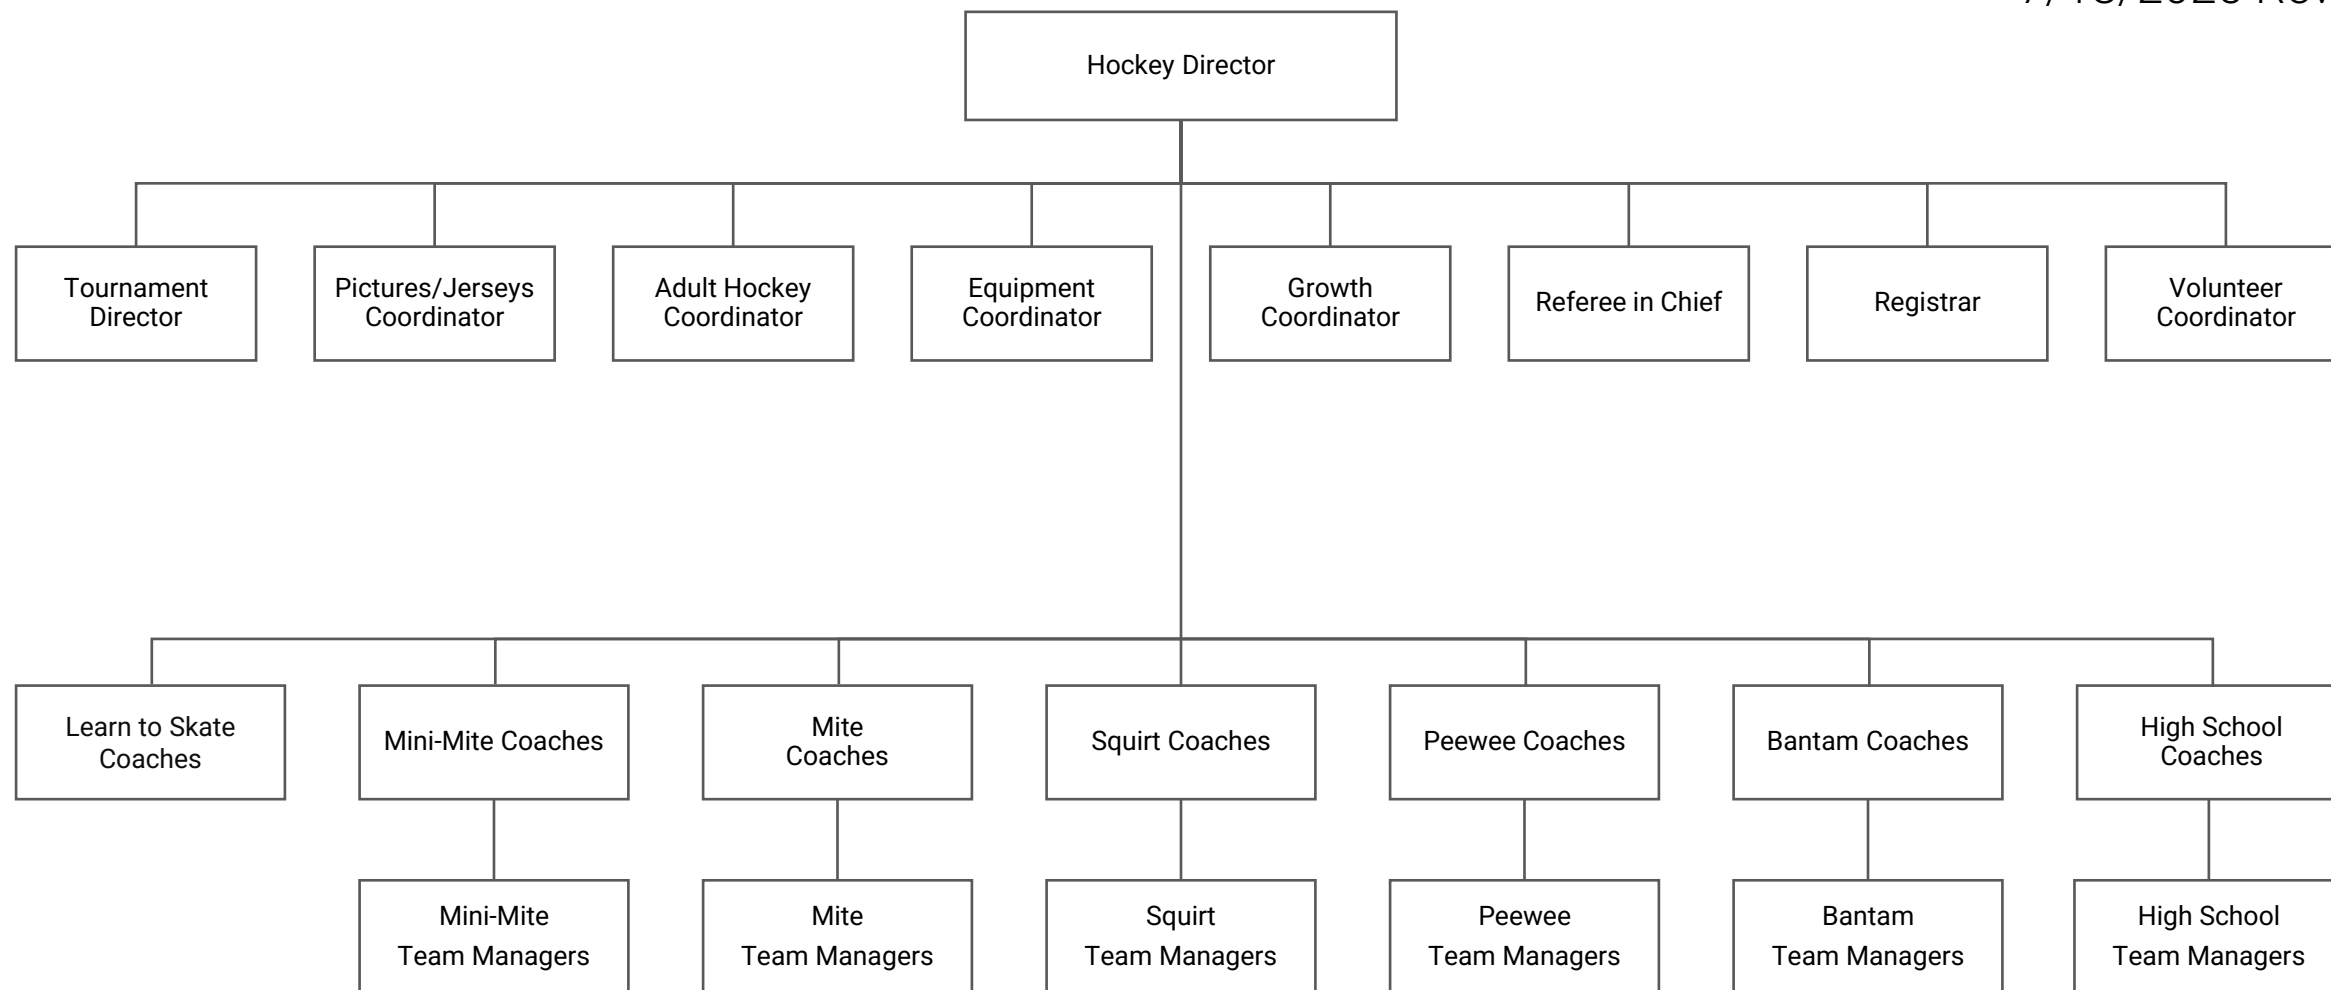 Hockey Director
Tournament
Director
Pictures/Jerseys
Coordinator
Adult Hockey
Coordinator
Equipment
Coordinator
Growth
Coordinator
Referee in Chief
Registrar
Volunteer
Coordinator
Learn to Skate
Coaches
Mini-Mite Coaches
Mite
Coaches
Squirt Coaches
Peewee Coaches
Bantam Coaches
High School
Coaches
Mini-Mite
Team Managers
Mite
Team Managers
Squirt
Team Managers
Peewee
Team Managers
Bantam
Team Managers
High School
Team Managers